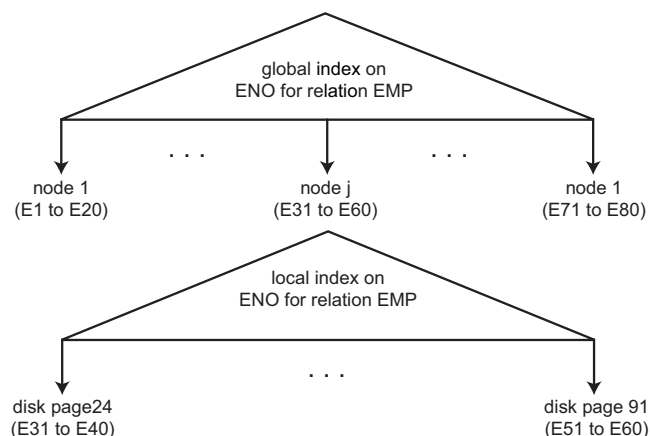 global index on
ENO for relation EMP
. . .
. . .
node 1
(E1 to E20)
node j
(E31 to E60)
node 1
(E71 to E80)
local index on
ENO for relation EMP
. . .
disk page24
(E31 to E40)
disk page 91
(E51 to E60)